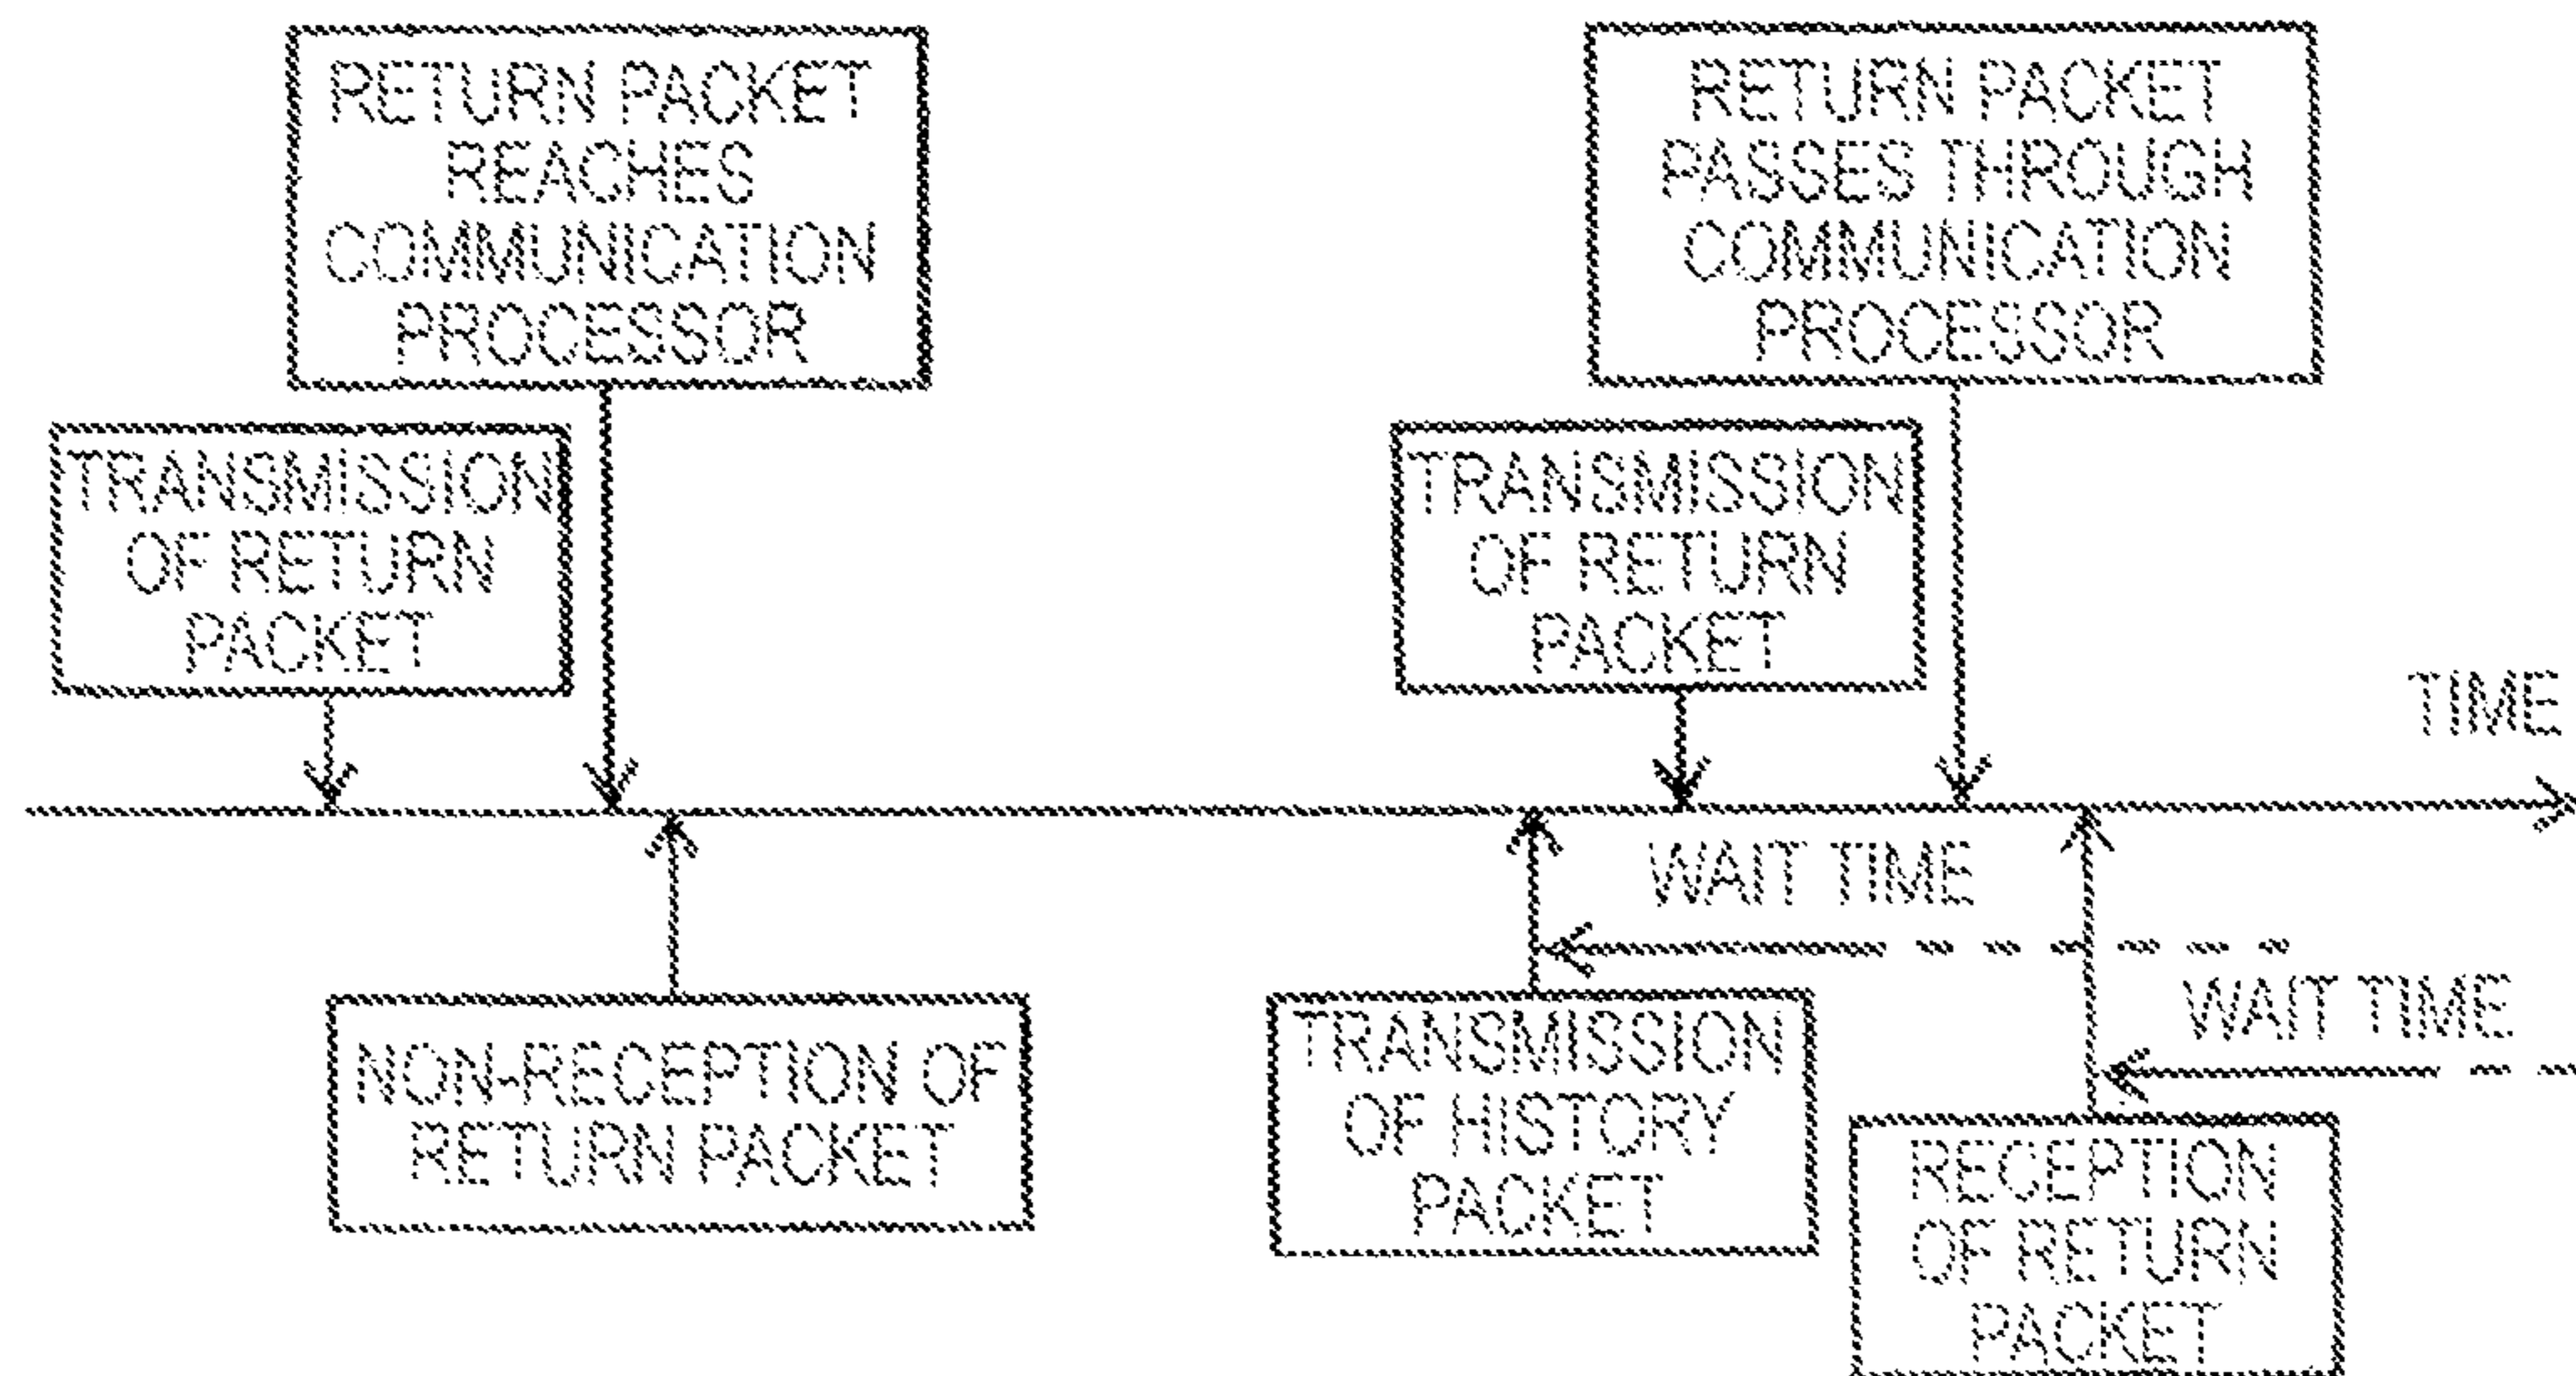 RETURN PACKET
REACHES
COMMUNICATION
PROCESSOR
RETURN PACKET
PASSES THROUGH
COMMUNICATION
PROCESSOR
TRANSMISSION
OF RETURN
PACKET
TRANSMISSION
OF RETURN
PACKET
TIME
WAIT TIME
WAIT TIME
NON-RECEPTION OF
RETURN PACKET
TRANSMISSION
OF HISTORY
PACKET
RECEPTION
OF RETURN
PACKET